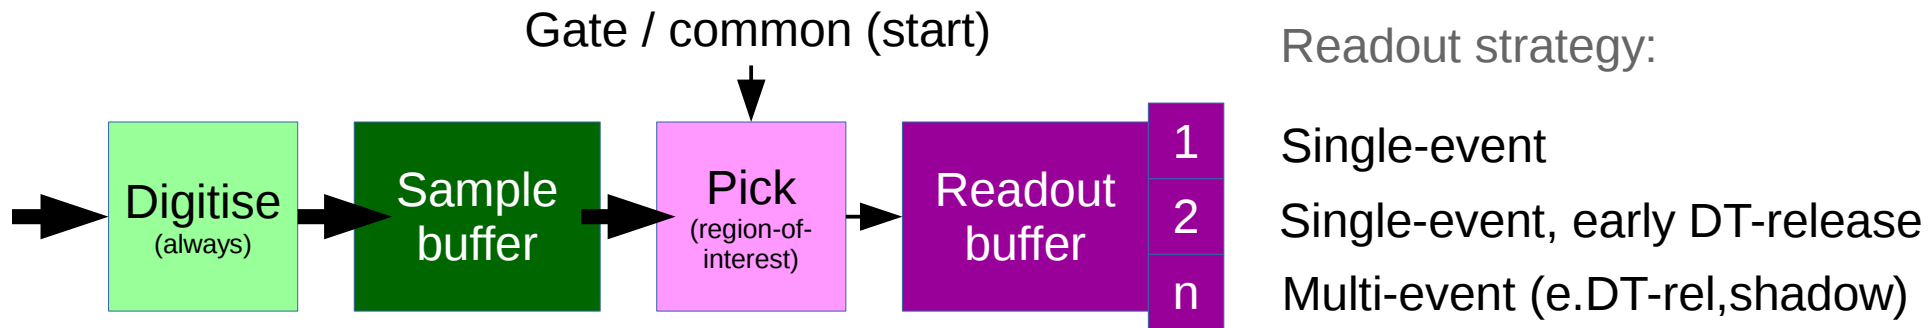 Gate / common (start)
Readout strategy:
Digitise
(always)
Sample
buffer
Pick
(region-of-
interest)
Readout
buffer
1
Single-event
2
Single-event, early DT-release
n
Multi-event (e.DT-rel,shadow)